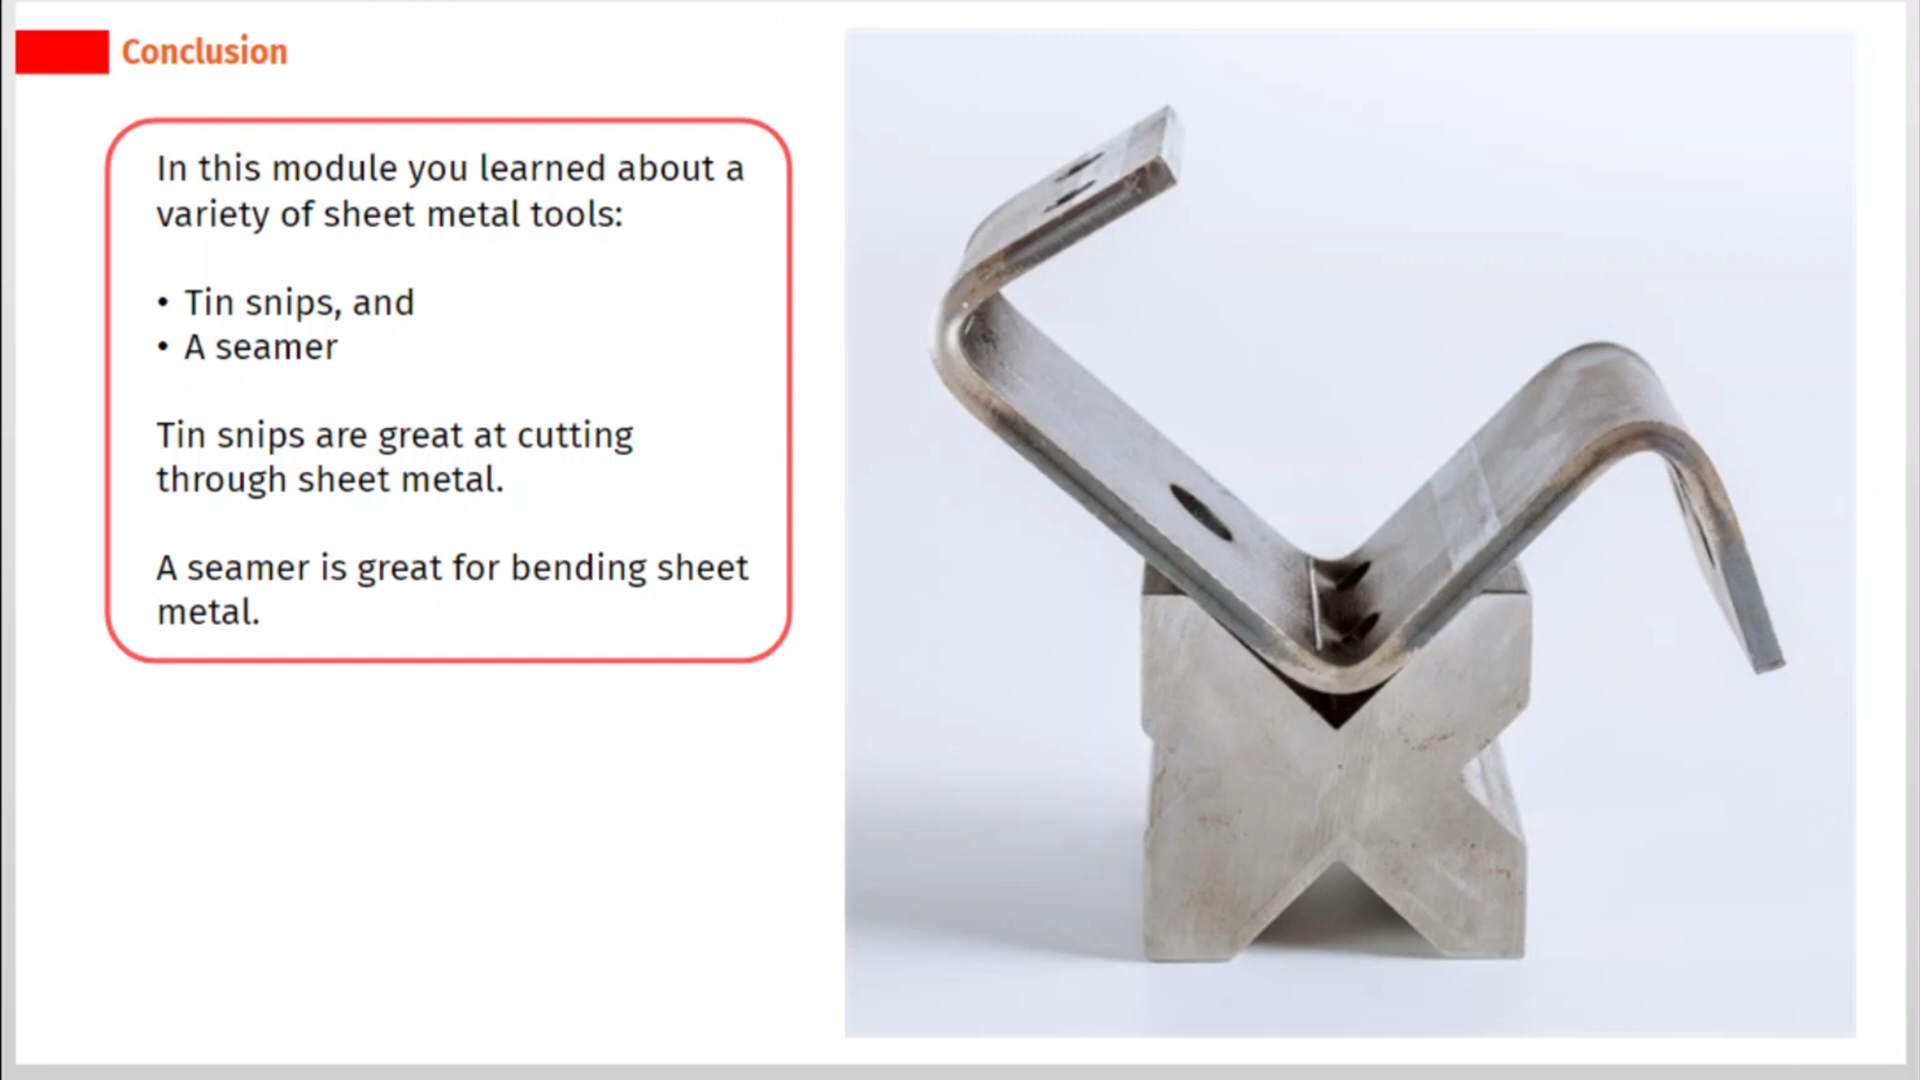 Conclusion
In this module you learned about a
variety of sheet metal tools:
• Tin snips, and
• A seamer
Tin snips are great at cutting
through sheet metal.
A seamer is great for bending sheet
metal.